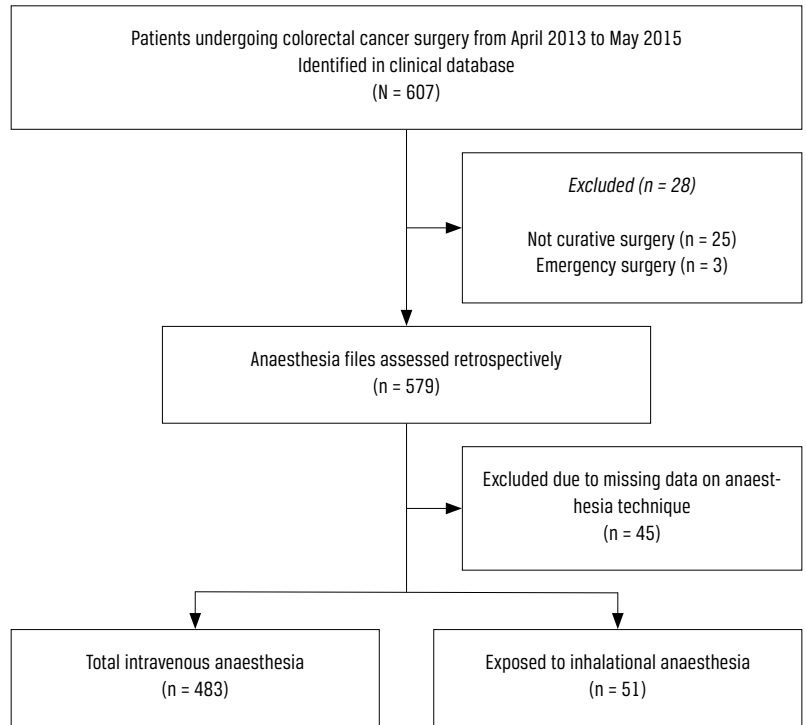 Patients undergoing colorectal cancer surgery from April 2013 to May 2015
Identified in clinical database
(N = 607)
Excluded (n = 28)
Not curative surgery (n = 25)
Emergency surgery (n = 3)
Anaesthesia files assessed retrospectively
(n = 579)
Excluded due to missing data on anaest-
hesia technique
(n = 45)
Total intravenous anaesthesia
(n = 483)
Exposed to inhalational anaesthesia
(n = 51)